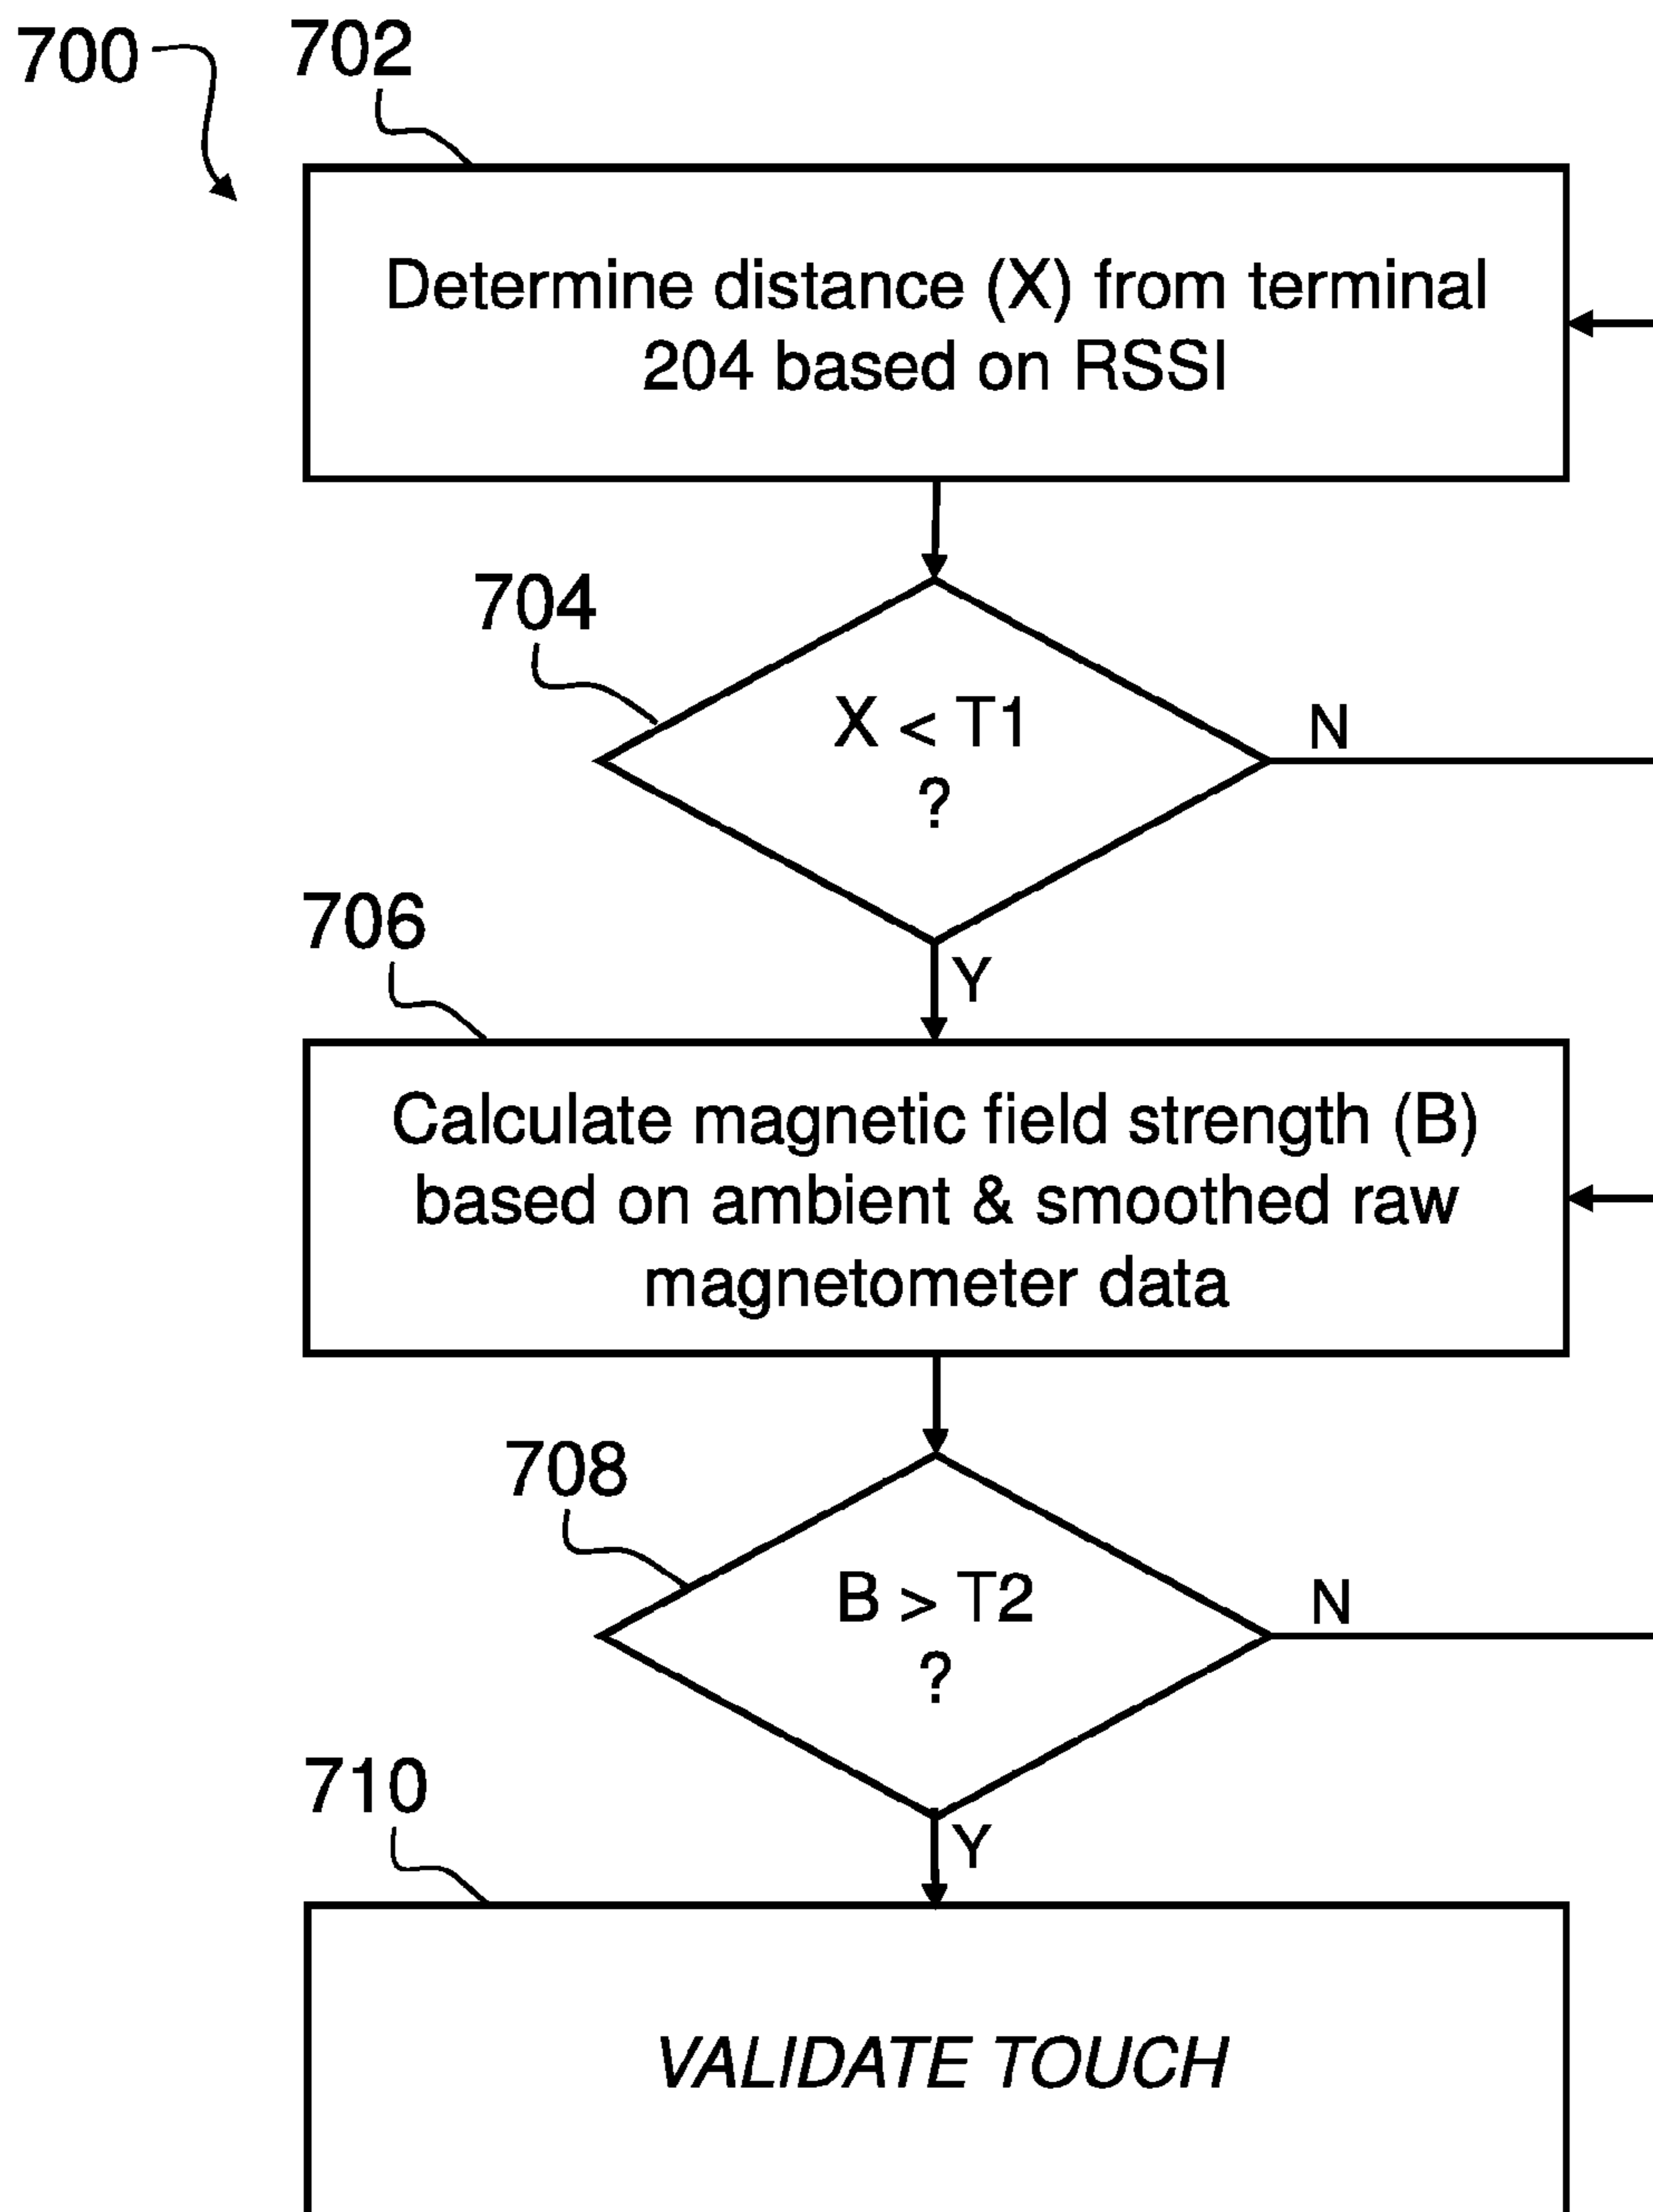 700
702
Determine distance (X) from terminal
204 based on RSSI
704
X < T1
?
N
Y
706
Calculate magnetic field strength (B)
based on ambient & smoothed raw
magnetometer data
708
B > T2
?
N
Y
710
VALIDATE TOUCH